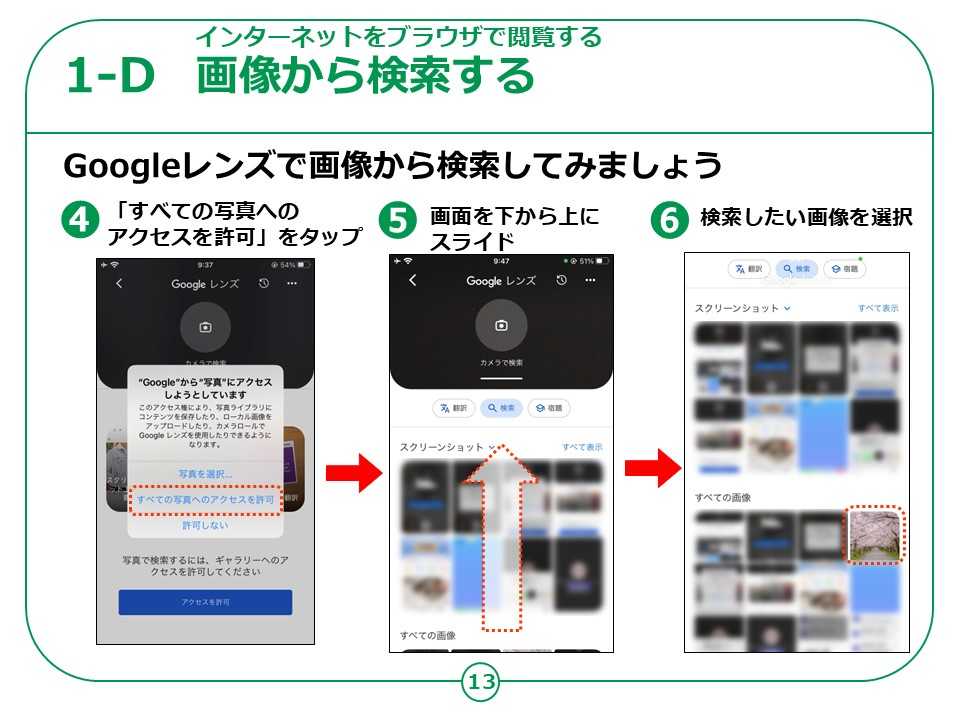 インターネットをブラウザで閲覧する
1-D 画像から検索する
Googleレンズで画像から検索してみましょう
4 「すべての写真への
アクセスを許可」をタップ
5 画面を下から上に
スライド
6 検索したい画像を選択
9:37
54%
Google レンズ
カメラで検索
"Google"から"写真"にアクセス
しようとしています
このアクセス権により、写真ライブラリに
コンテンツを保存したり、ローカル画像を
アップロードしたり、カメラロールで
Google レンズを使用したりできるように
なります。
写真を選択...
すべての写真へのアクセスを許可
許可しない
翻訳
写真で検索するには、ギャラリーへのア
クセスを許可してください
アクセスを許可
9:47
51%
Google レンズ
カメラで検索
翻訳
検索
宿題
スクリーンショット
すべて表示
すべての画像
翻訳
検索
宿題
スクリーンショット
すべて表示
すべての画像
13